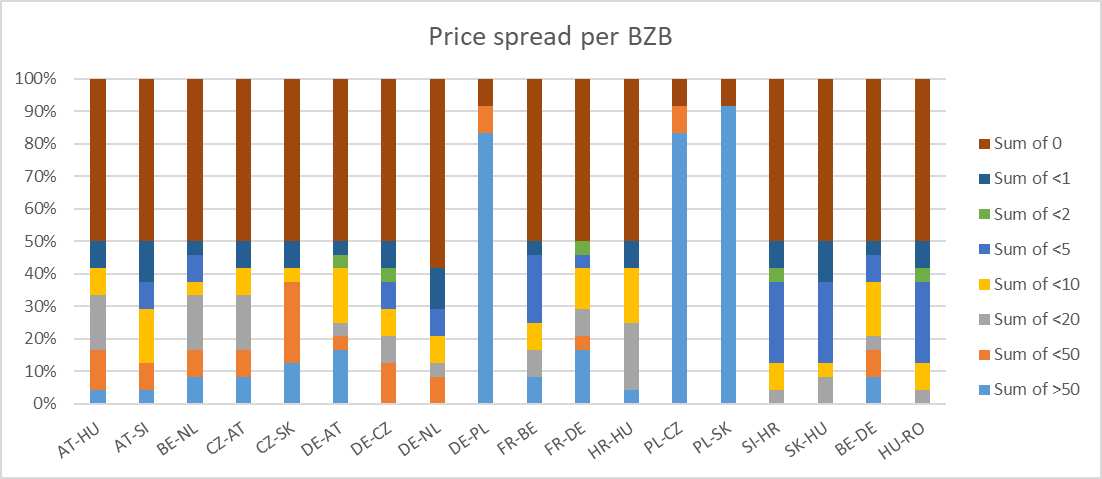 Price spread per BZB
100%
90%
80%
70%
60%
50%
40%
30%
20%
10%
0%
AT-HU
AT-SI
BE-NL
CZ-AT
CZ-SK
DE-AT
DE-CZ
DE-NL
DE-PL
FR-BE
FR-DE
HR-HU
PL-CZ
PL-SK
SI-HR
SK-HU
BE-DE
HU-RO
Sum of 0
Sum of <1
Sum of <2
Sum of <5
Sum of <10
Sum of <20
Sum of <50
Sum of >50